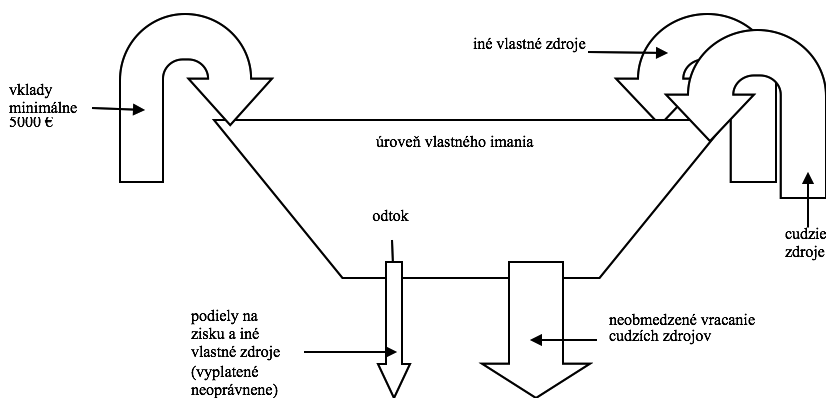 iné vlastné zdroje
vklady
minimálne
5000 €
úroveň vlastného imania
odtok
cudzie
zdroje
podiely na
zisku a iné
vlastné zdroje
(vyplatené
neoprávnene)
neobmedzené vracanie
cudzích zdrojov